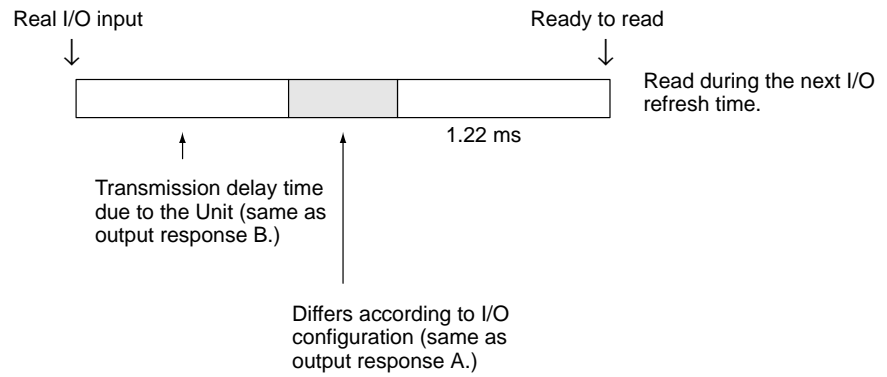 Real I/O input
Ready to read
Read during the next I/O
refresh time.
1.22 ms
Transmission delay time
due to the Unit (same as
output response B.)
Differs according to I/O
configuration (same as
output response A.)